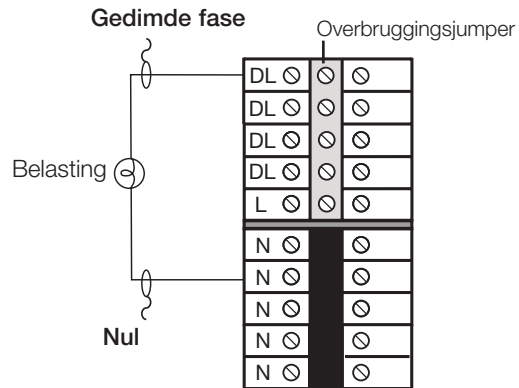 Gedimde fase
Overbruggingsjumper
DL
DL
DL
DL
L
Belasting
N
N
N
N
N
Nul